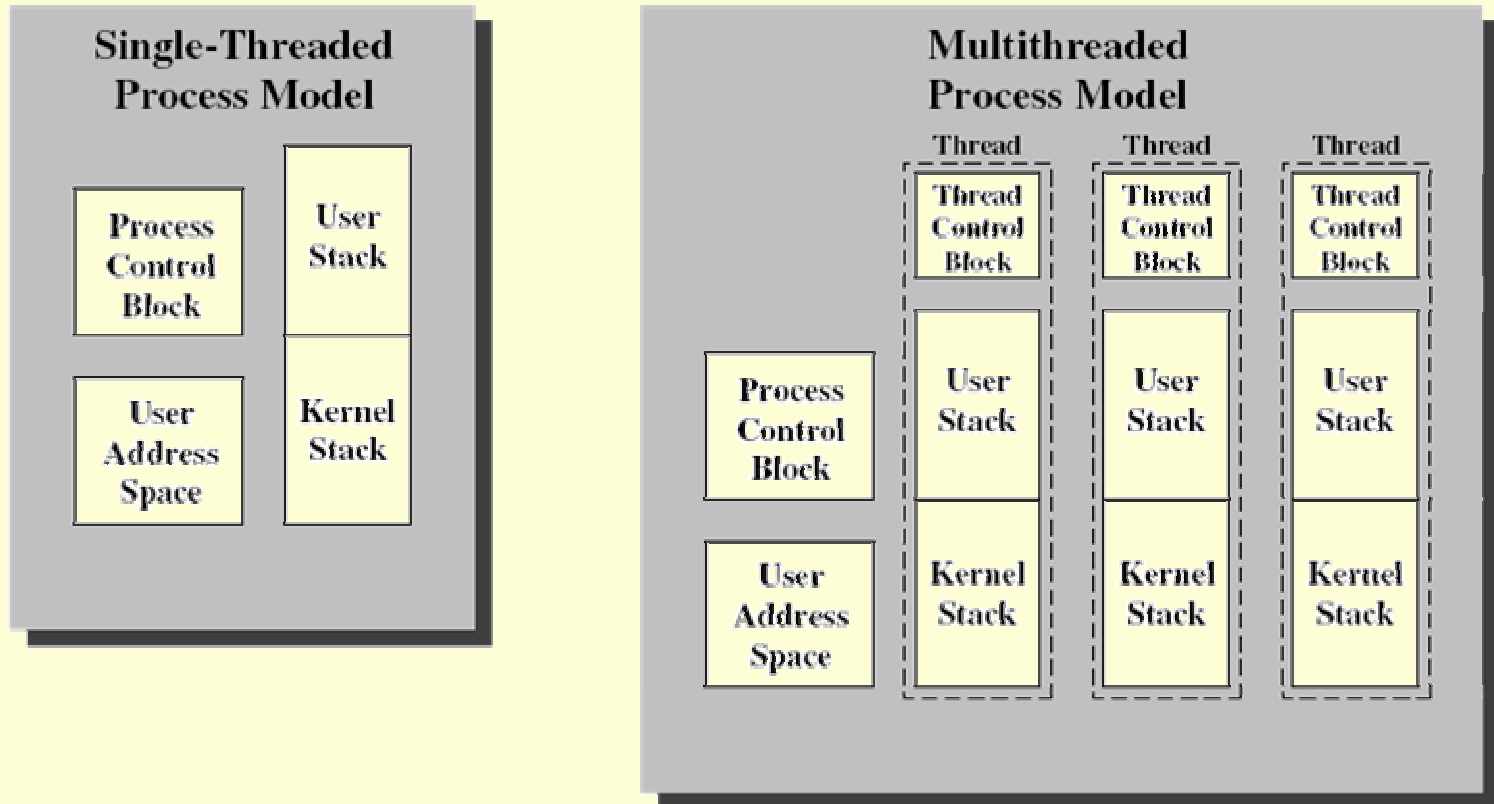 Single-Threaded
Process Model
Process
Control
Block
User
Stack
User
Address
Space
Kernel
Stack
Multithreaded
Process Model
Process
Control
Block
User
Address
Space
Thread
Thread
Control
Block
User
Stack
Kernel
Stack
Thread
Thread
Control
Block
User
Stack
Kernel
Stack
Thread
Thread
Control
Block
User
Stack
Kernel
Stack